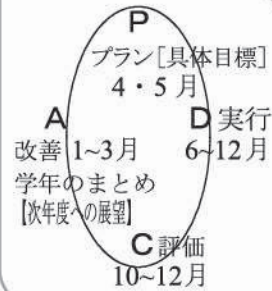 P
プラン[具体目標]
4・5月
A
D 実行
改善 1~3月
6~12月
学年のまとめ
【次年度への展望】
C 評価
10~12月